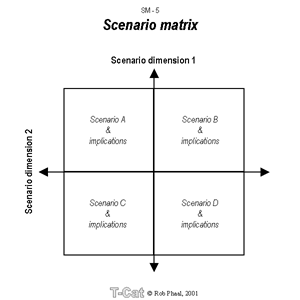 SM - 5
Scenario matrix
Scenario dimension 1
Scenario dimension 2
Scenario A
&
implications
Scenario B
&
implications
Scenario C
&
implications
Scenario D
&
implications
T-Cat © Rob Phaal, 2001